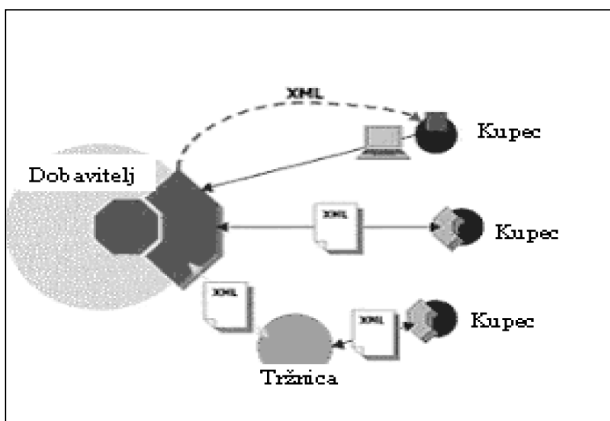 XML
Kupec
Dobavitelj
XML
Kupec
XML
XML
Kupec
Tržnica